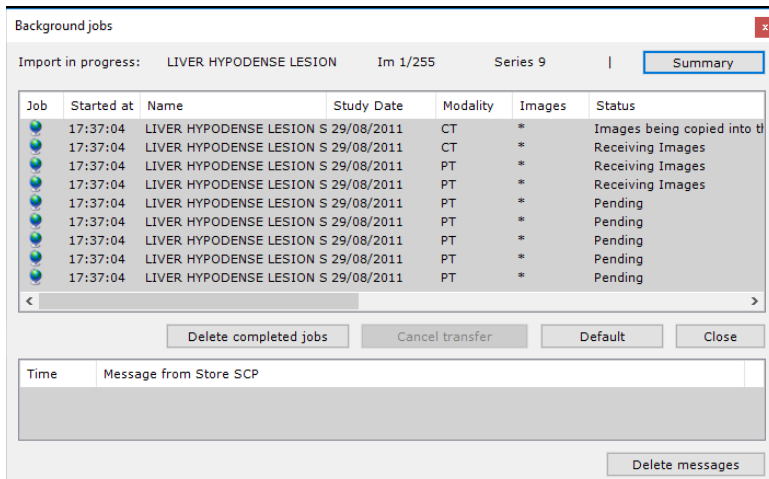 Background jobs
x
Import in progress: LIVER HYPODENSE LESION Im 1/255 Series 9 | Summary
Job Started at Name Study Date Modality Images Status
17:37:04 LIVER HYPODENSE LESION S 29/08/2011 CT * Images being copied into th
17:37:04 LIVER HYPODENSE LESION S 29/08/2011 CT * Receiving Images
17:37:04 LIVER HYPODENSE LESION S 29/08/2011 PT * Receiving Images
17:37:04 LIVER HYPODENSE LESION S 29/08/2011 PT * Receiving Images
17:37:04 LIVER HYPODENSE LESION S 29/08/2011 PT * Pending
17:37:04 LIVER HYPODENSE LESION S 29/08/2011 PT * Pending
17:37:04 LIVER HYPODENSE LESION S 29/08/2011 PT * Pending
17:37:04 LIVER HYPODENSE LESION S 29/08/2011 PT * Pending
17:37:04 LIVER HYPODENSE LESION S 29/08/2011 PT * Pending
Delete completed jobs Cancel transfer Default Close
Time Message from Store SCP
Delete messages